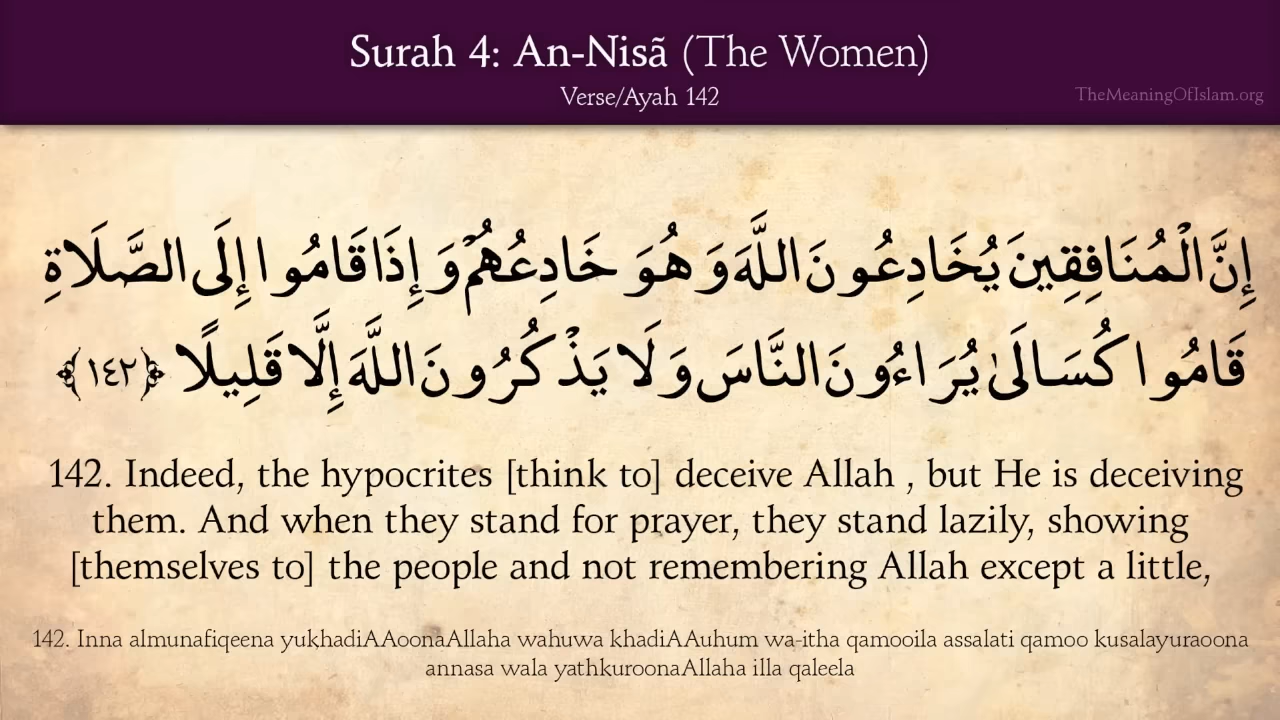 Surah 4: An-Nisã (The Women)
Verse/Ayah 142
TheMeaningOfIslam.org
إِنَّ الْمُنَافِقِينَ يُخَادِعُونَ اللَّهَ وَهُوَ خَادِعُهُمْ وَإِذَا قَامُوا إِلَى الصَّلَاةِ
قَامُوا كُسَالَىٰ يُرَاءُونَ النَّاسَ وَلَا يَذْكُرُونَ اللَّهَ إِلَّا قَلِيلًا ﴿١٤٢﴾
142. Indeed, the hypocrites [think to] deceive Allah , but He is deceiving
them. And when they stand for prayer, they stand lazily, showing
[themselves to] the people and not remembering Allah except a little,
142. Inna almunafiqeena yukhadiAAoonaAllaha wahuwa khadiAAuhum wa-itha qamooila assalati qamoo kusalayuraoona
annasa wala yathkuroonaAllaha illa qaleela